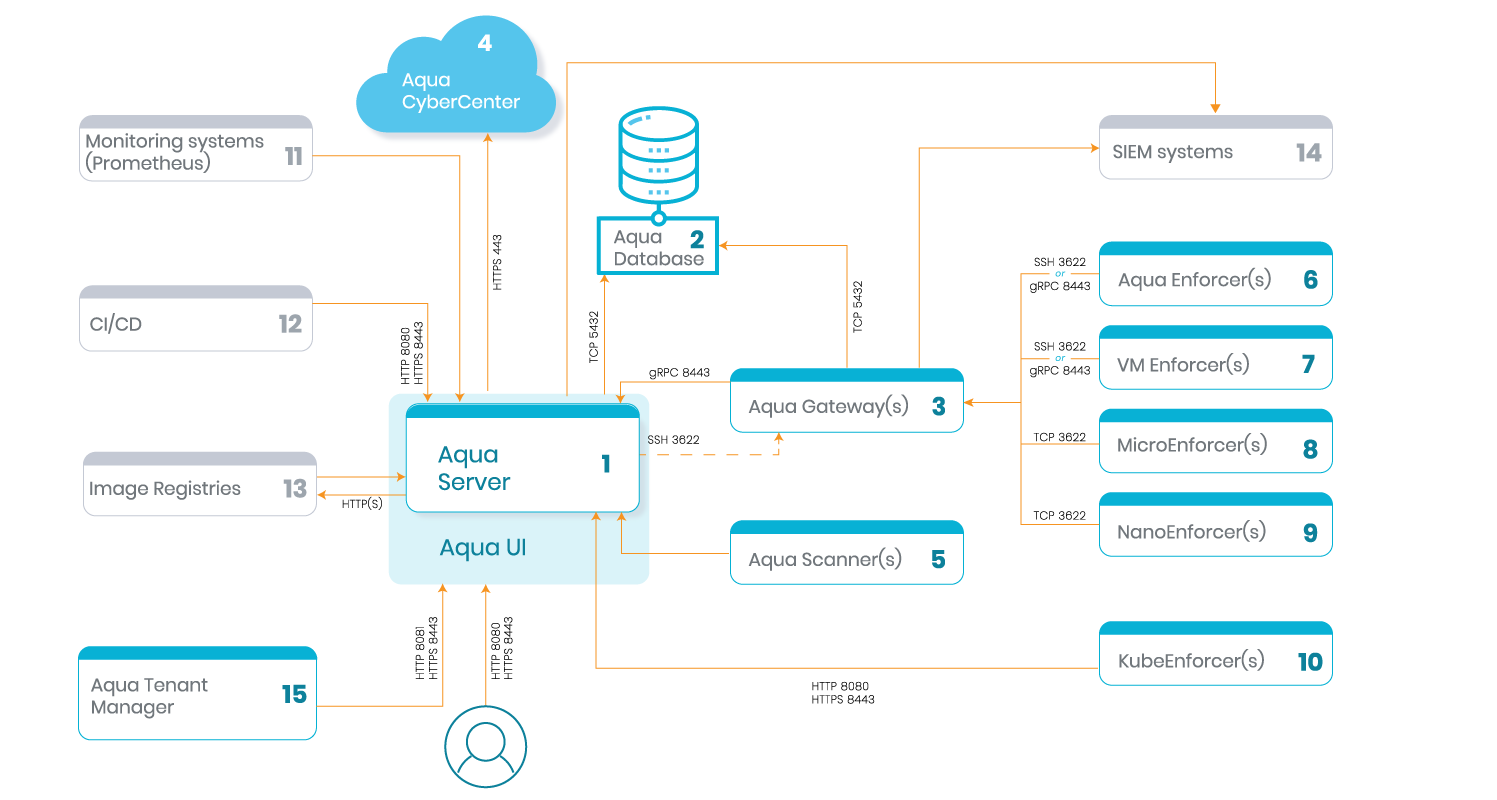 4
Aqua
CyberCenter
Monitoring systems
(Prometheus)
11
SIEM systems
14
HTTPS 443
Aqua
Database
2
SSH 3622
or
gRPC 8443
Aqua Enforcer(s)
6
CI/CD
12
HTTP 8080
HTTPS 8443
TCP 5432
TCP 5432
SSH 3622
or
gRPC 8443
VM Enforcer(s)
7
gRPC 8443
Aqua Gateway(s)
3
SSH 3622
Aqua
Server
1
TCP 3622
MicroEnforcer(s)
8
Image Registries
13
HTTP(S)
TCP 3622
NanoEnforcer(s)
9
Aqua UI
Aqua Scanner(s)
5
HTTP 8081
HTTPS 8443
HTTP 8080
HTTPS 8443
KubeEnforcer(s)
10
HTTP 8080
HTTPS 8443
Aqua Tenant
Manager
15